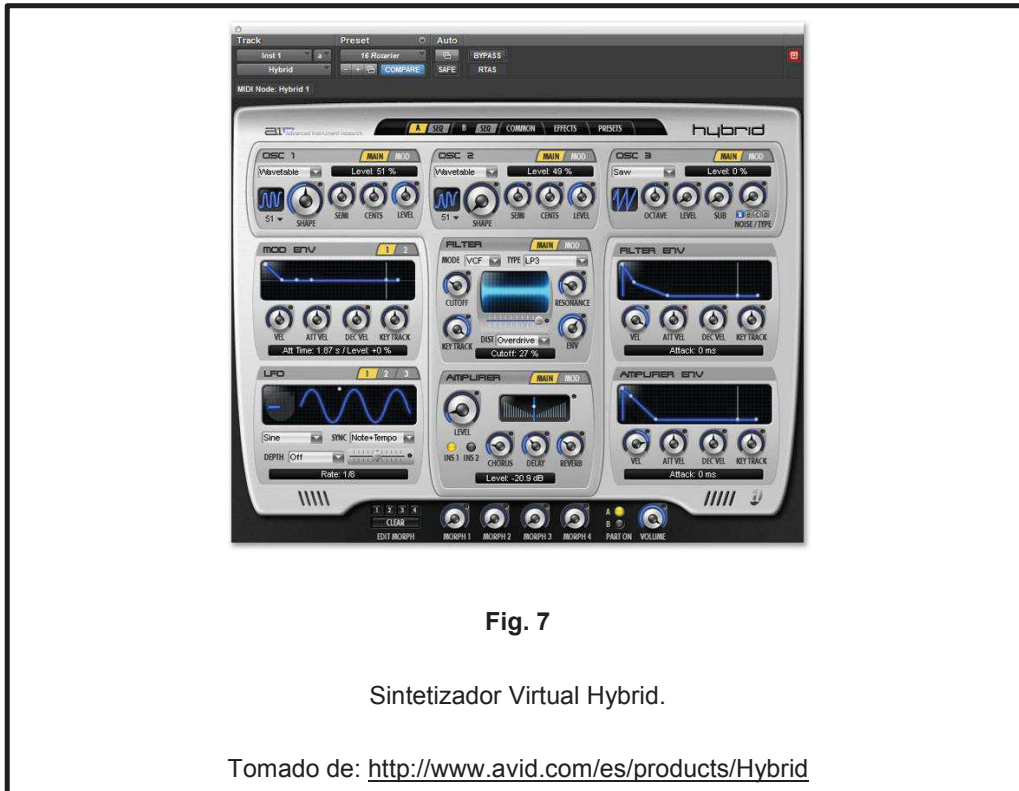 Track Preset Auto
Inst 1 a 16 Rotarier BYPASS
Hybrid - + COMPARE SAFE RTAS
MIDI Node: Hybrid 1
air Advanced instrument research A SEQ B SEQ COMMON EFFECTS PRESETS hybrid
OSC 1 MAIN MOD OSC 2 MAIN MOD OSC 3 MAIN MOD
Wavetable Level: 51 % Wavetable Level: 49 % Saw Level: 0 %
51 SHAPE SEMI CENTS LEVEL 51 SHAPE SEMI CENTS LEVEL OCTAVE LEVEL SUB NOISE / TYPE
MOD ENV 1 2 FILTER MAIN MOD FILTER ENV
MODE VCF TYPE LP3
CUTOFF RESONANCE
VEL ATT VEL DEC VEL KEY TRACK KEY TRACK DIST Overdrive ENV VEL ATT VEL DEC VEL KEY TRACK
Att Time: 1.87 s / Level: +0 % Cutoff: 27 % Attack: 0 ms
LFO 1 2 3 AMPLIFIER MAIN MOD AMPLIFIER ENV
LEVEL
Sine SYNC Note+Tempo
DEPTH Off INS 1 INS 2 CHORUS DELAY REVERB VEL ATT VEL DEC VEL KEY TRACK
Rate: 1/8 Level: -20.9 dB Attack: 0 ms
1 2 3 4
CLEAR A B
EDIT MORPH MORPH 1 MORPH 2 MORPH 3 MORPH 4 PART ON VOLUME
Fig. 7
Sintetizador Virtual Hybrid.
Tomado de: http://www.avid.com/es/products/Hybrid